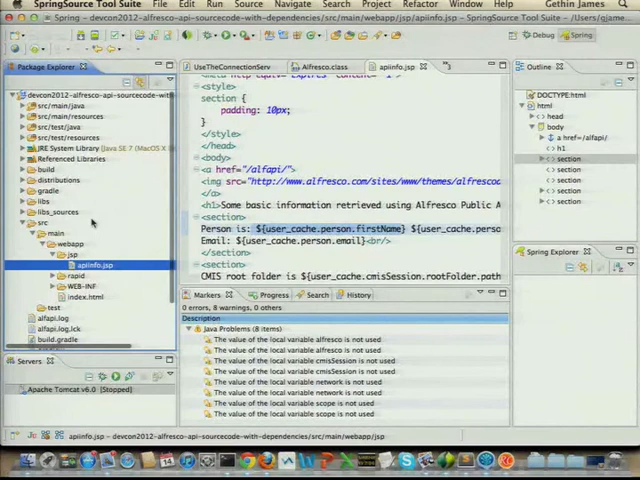 SpringSource Tool Suite File Edit Run Source Search Project Refactor Window Gethin James
Spring – devcon2012-alfresco-api-sourcecode-with-dependencies/src/main/webapp/jsp/apiinfo.jsp
Debug Spring
Package Explorer
devcon2012-alfresco-api-sourcecode-with-
src/main/java
src/main/resources
src/test/java
src/test/resources
JRE System Library [Java SE 7 (MacOS X
Referenced Libraries
build
distributions
gradle
libs
libs_sources
src
main
webapp
jsp
apiinfo.jsp
rapid
WEB-INF
index.html
test
alfapi.log
alfapi.log.lck
build.gradle
Servers
Apache Tomcat v6.0 [Stopped]
UseTheConnectionServ Alfresco.class apiinfo.jsp 3
<style>
section {
padding: 10px;
}
</style>
</head>
<body>
<a href="/alfapi/">
<img src="http://www.alfresco.com/sites/www/themes/alfrescodo
<h1>Some basic information retrieved using Alfresco Public A
<section>
Person is: ${user_cache.person.firstName} ${user_cache.perso
Email: ${user_cache.person.email}<br/>
</section>
<section>
CMIS root folder is ${user_cache.cmisSession.rootFolder.path
Markers Progress Search History
0 errors, 8 warnings, 0 others
Description
Java Problems (8 items)
The value of the local variable alfresco is not used
The value of the local variable alfresco is not used
The value of the local variable cmisSession is not used
The value of the local variable cmisSession is not used
The value of the local variable network is not used
The value of the local variable network is not used
The value of the local variable scope is not used
The value of the local variable scope is not used
Outline
DOCTYPE:html
html
head
body
a href=/alfapi/
h1
section
section
section
section
Spring Explorer
apiinfo.jsp – devcon2012-alfresco-api-sourcecode-with-dependencies/src/main/webapp/jsp